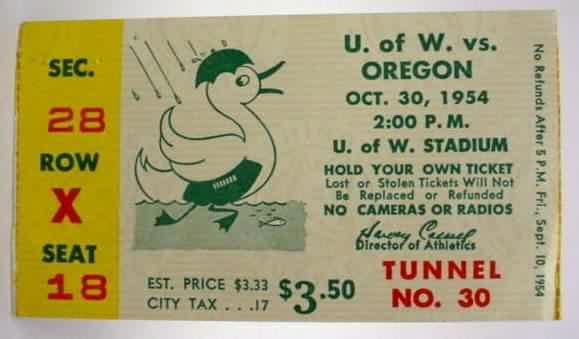 SEC.
28
ROW
X
SEAT
18
U. of W. vs.
OREGON
OCT. 30, 1954
2:00 P.M.
U. of W. STADIUM
HOLD YOUR OWN TICKET
Lost or Stolen Tickets Will Not
Be Replaced or Refunded
NO CAMERAS OR RADIOS
Harvey Cassill
Director of Athletics
TUNNEL
NO. 30
EST. PRICE $3.33
CITY TAX . . .17
$3.50
No Refunds After 5 P.M. Fri., Sept. 10, 1954